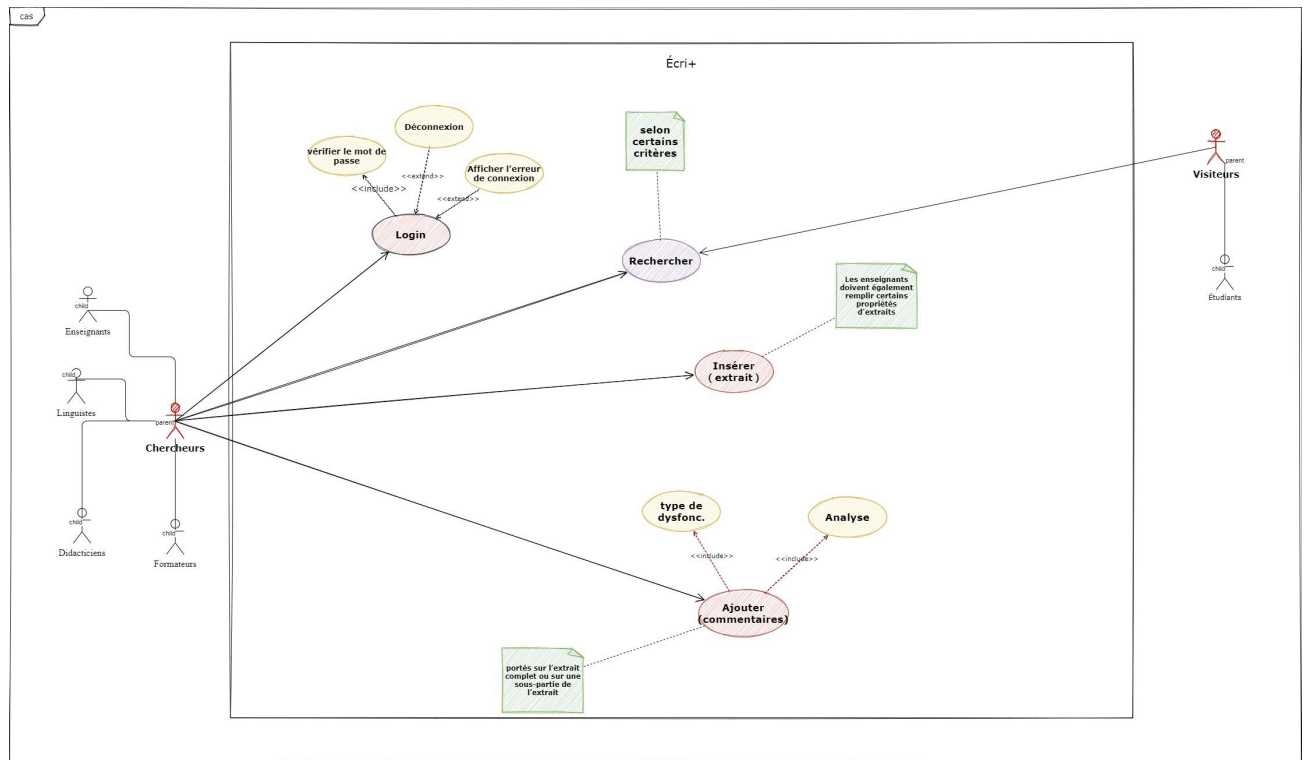 cas
Écri+
Déconnexion
vérifier le mot de
passe
Afficher l'erreur
de connexion
<<include>>
<<extend>>
<<extend>>
Login
selon
certains
critères
Rechercher
parent
Visiteurs
child
Étudiants
Les enseignants
doivent également
remplir certains
propriétés
d'extraits
Insérer
(extrait)
child
Enseignants
child
Linguistes
parent
Chercheurs
child
Didacticiens
child
Formateurs
type de
dysfonc.
Analyse
<<include>>
<<include>>
Ajouter
(commentaires)
portés sur l'extrait
complet ou sur une
sous-partie de
l'extrait